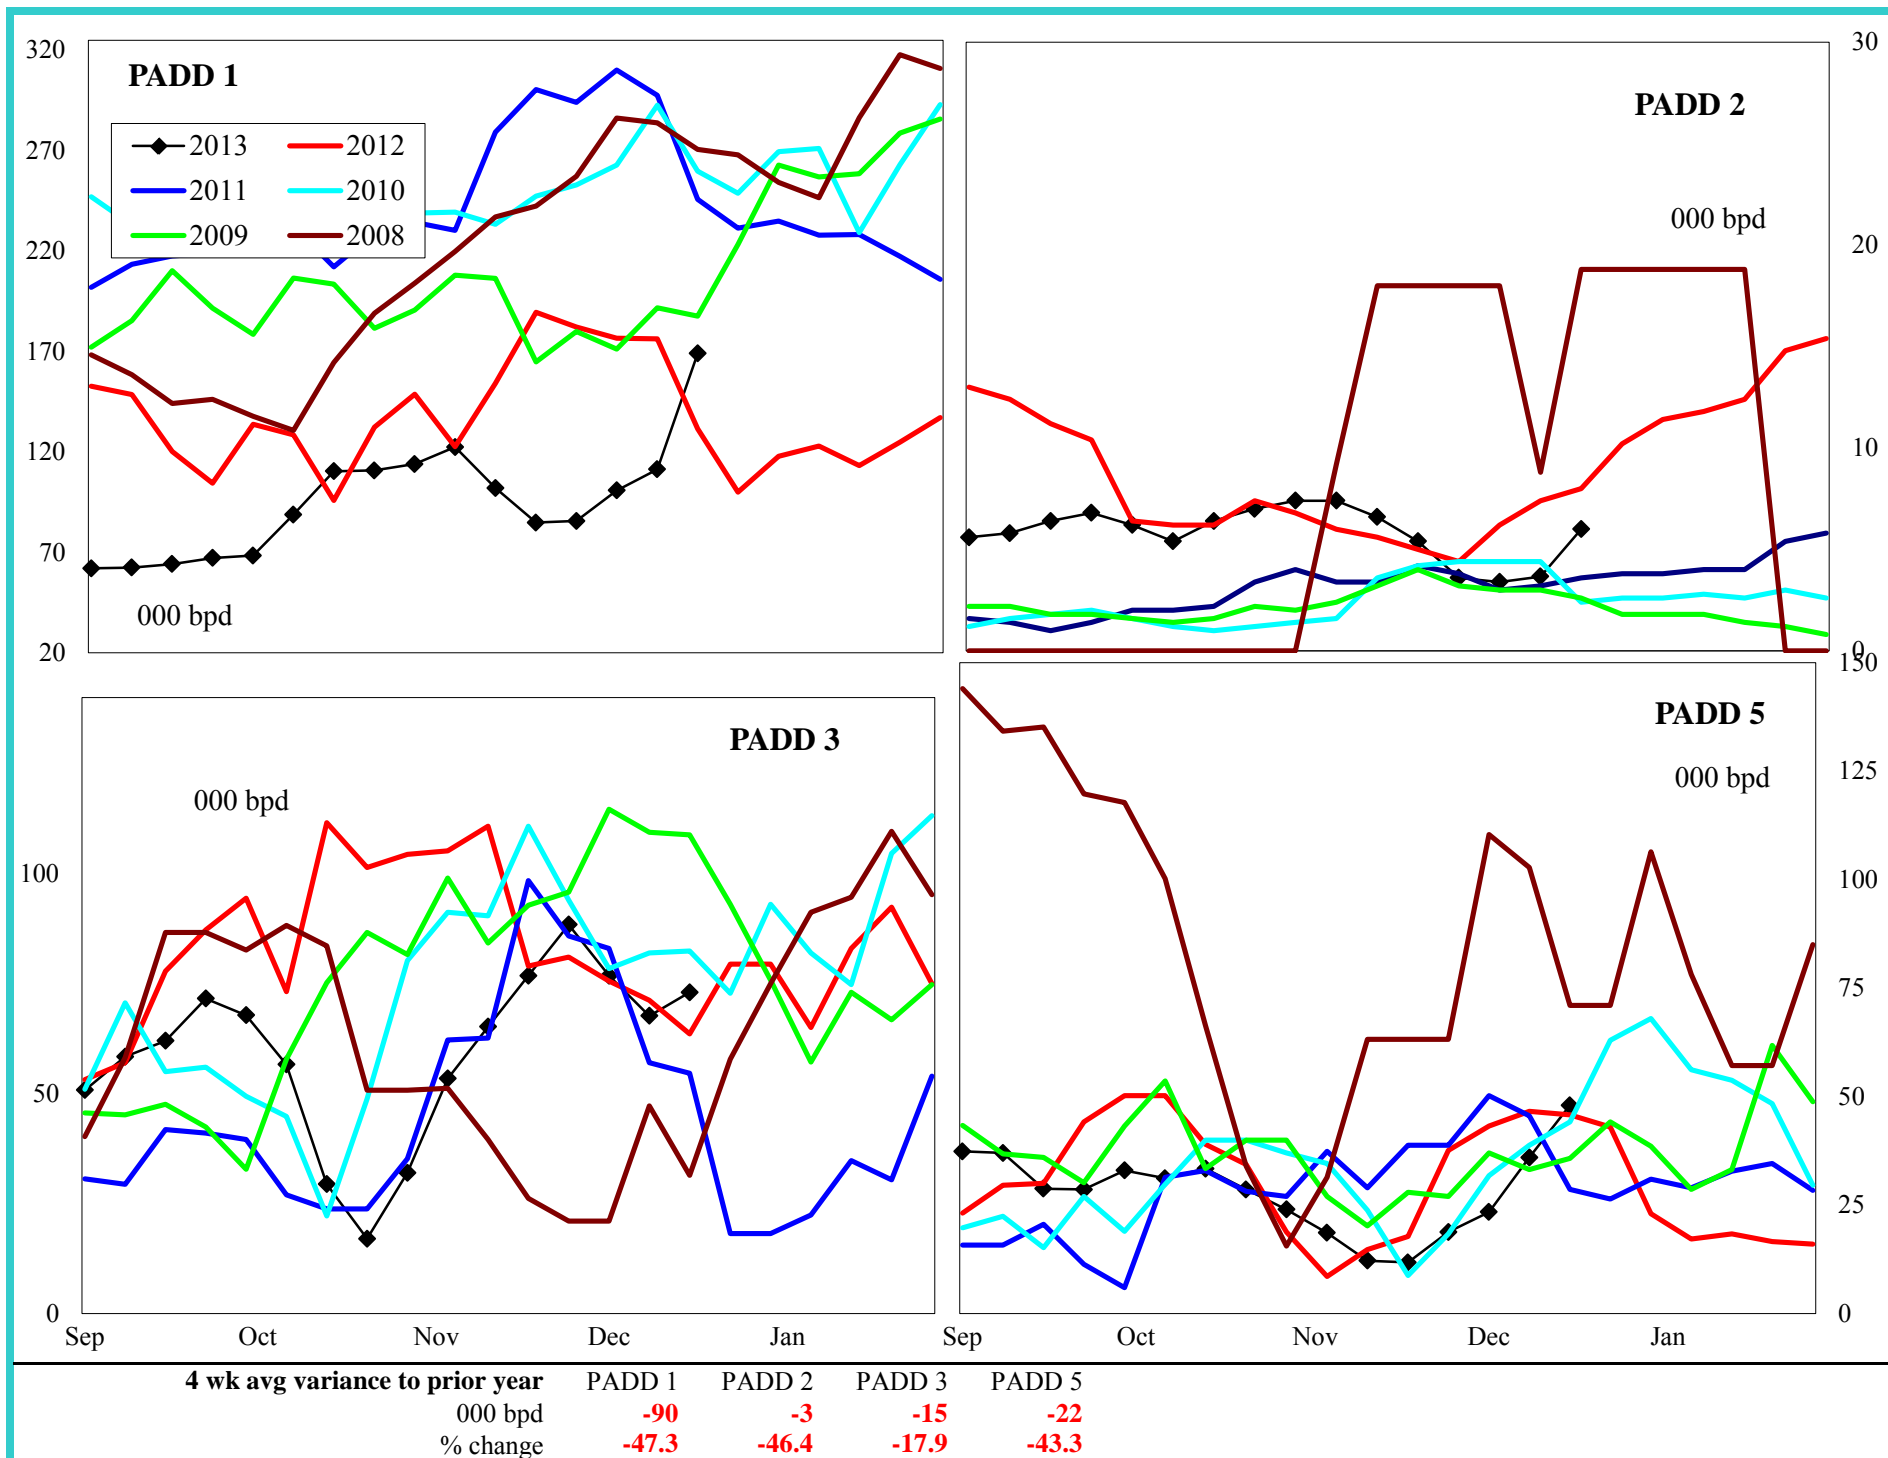 PADD 1
320
270
220
170
120
70
20
2013 2012
2011 2010
2009 2008
000 bpd
PADD 2
000 bpd
30
20
10
0
PADD 3
000 bpd
100
50
0
Sep Oct Nov Dec Jan
PADD 5
000 bpd
150
125
100
75
50
25
0
Sep Oct Nov Dec Jan
4 wk avg variance to prior year PADD 1 PADD 2 PADD 3 PADD 5
000 bpd -90 -3 -15 -22
% change -47.3 -46.4 -17.9 -43.3